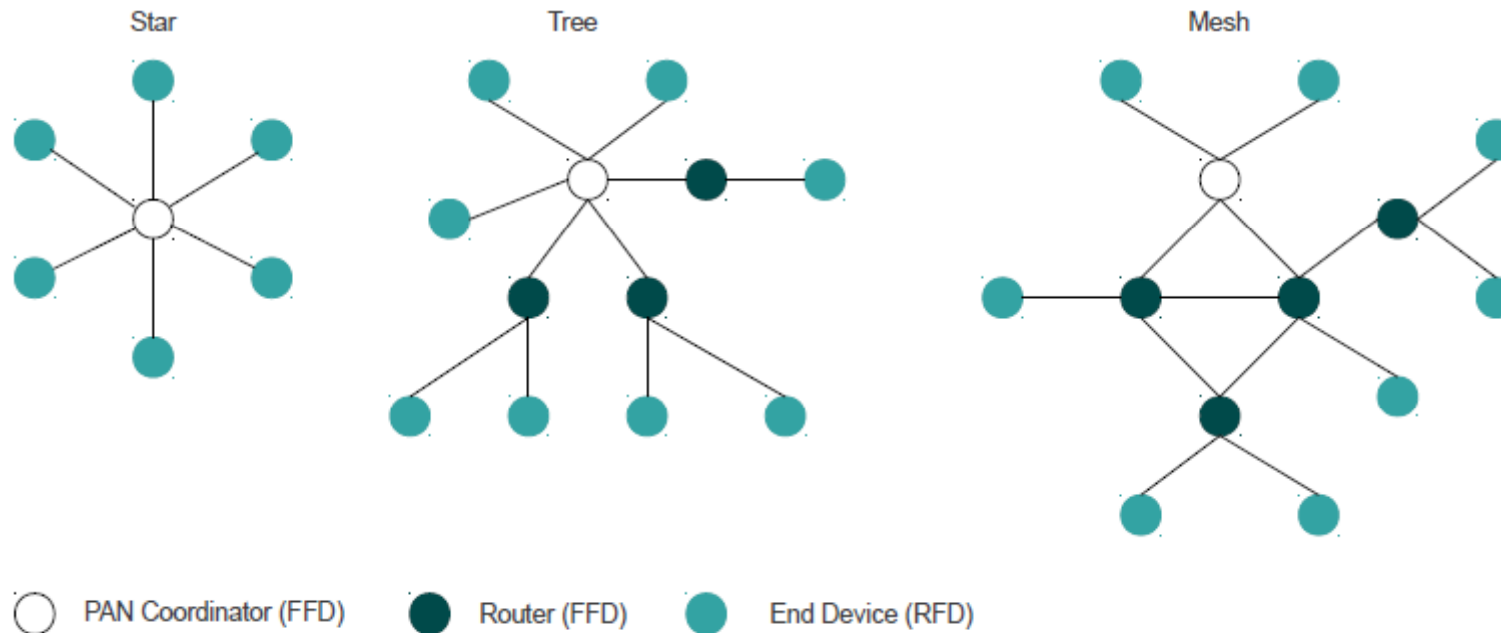 Star
Tree
Mesh
PAN Coordinator (FFD)
Router (FFD)
End Device (RFD)